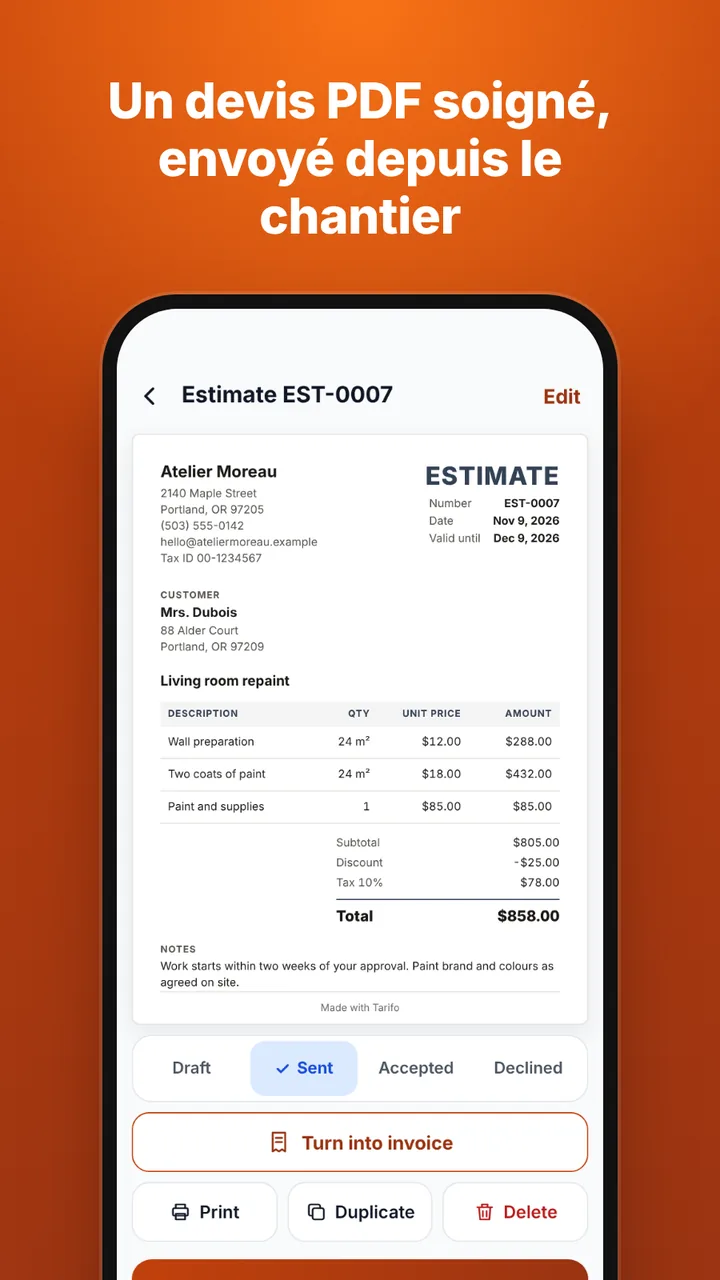 Un devis PDF soigné,
envoyé depuis le
chantier
Estimate EST-0007
Edit
Atelier Moreau
2140 Maple Street
Portland, OR 97205
(503) 555-0142
hello@ateliermoreau.example
Tax ID 00-1234567
ESTIMATE
Number EST-0007
Date Nov 9, 2026
Valid until Dec 9, 2026
CUSTOMER
Mrs. Dubois
88 Alder Court
Portland, OR 97209
Living room repaint
DESCRIPTION QTY UNIT PRICE AMOUNT
Wall preparation 24 m² $12.00 $288.00
Two coats of paint 24 m² $18.00 $432.00
Paint and supplies 1 $85.00 $85.00
Subtotal $805.00
Discount -$25.00
Tax 10% $78.00
Total $858.00
NOTES
Work starts within two weeks of your approval. Paint brand and colours as
agreed on site.
Made with Tarifo
Draft Sent Accepted Declined
Turn into invoice
Print Duplicate Delete